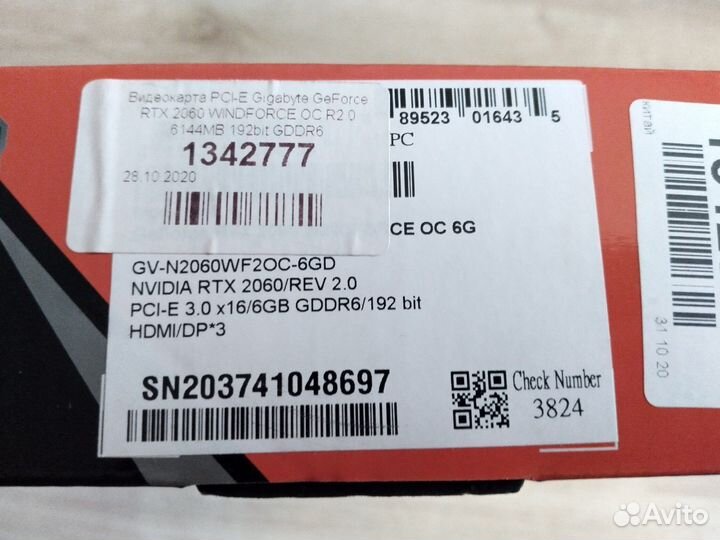 Видеокарта PCI-E Gigabyte GeForce
RTX 2060 WINDFORCE OC R2.0
6144MB 192bit GDDR6
1342777
26.10.2020
89523 01643 5
PC
CE OC 6G
GV-N2060WF2OC-6GD
NVIDIA RTX 2060/REV 2.0
PCI-E 3.0 x16/6GB GDDR6/192 bit
HDMI/DP*3
SN203741048697
Check Number
3824
китай
31 10 20
Avito